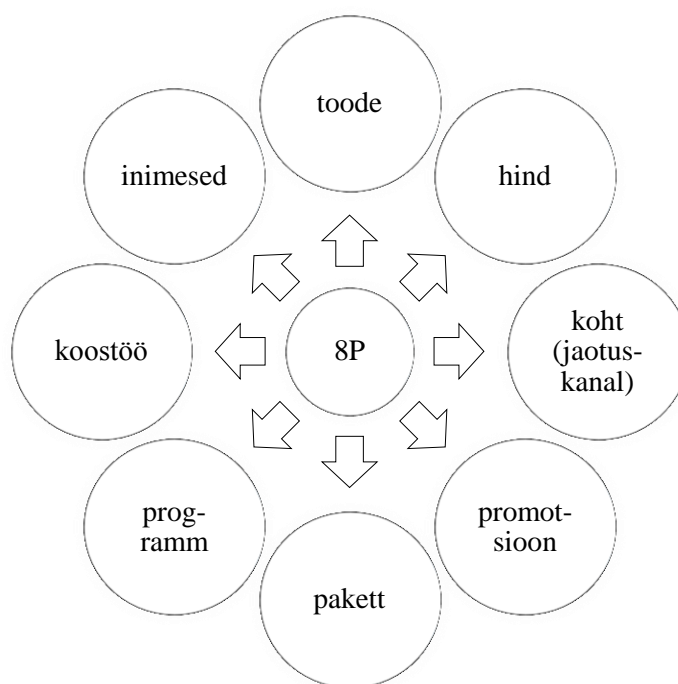 toode
inimesed
hind
koostöö
8P
koht
(jaotus-
kanal)
prog-
ramm
promot-
sioon
pakett